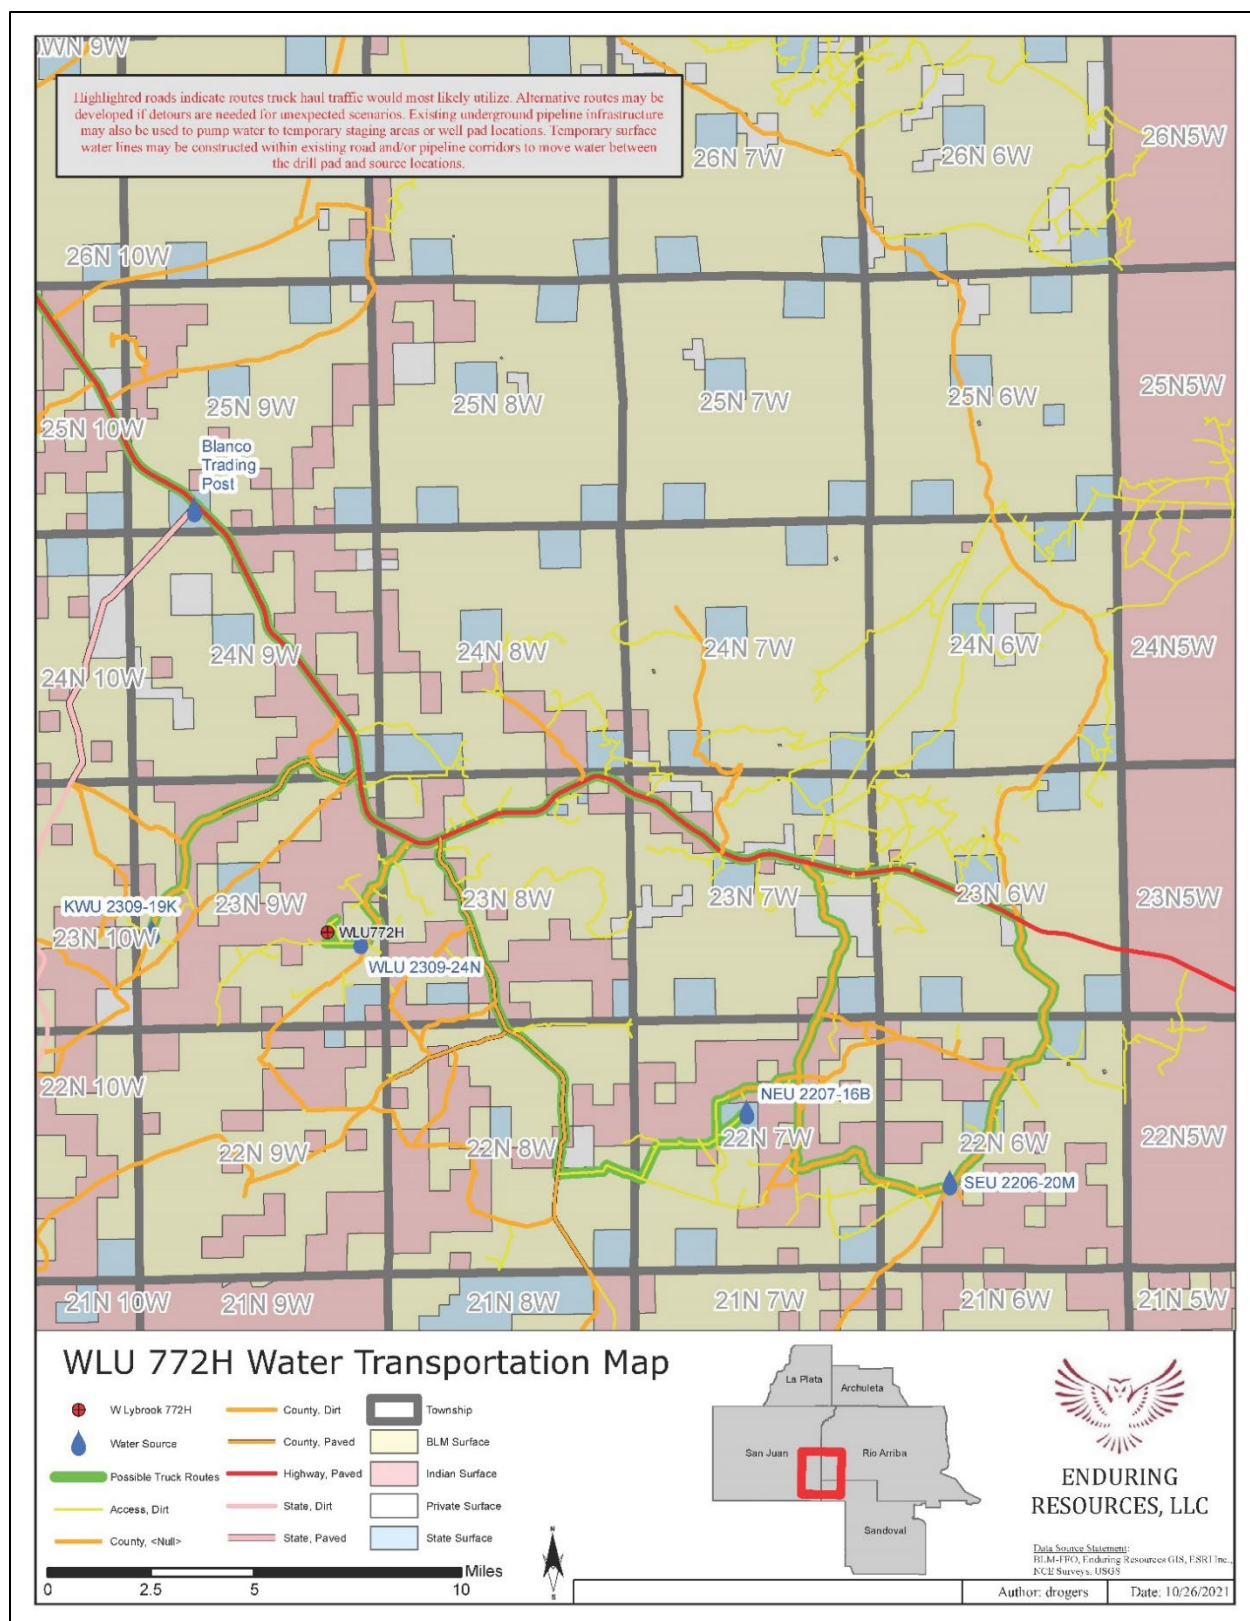 WN 9W
Highlighted roads indicate routes truck haul traffic would most likely utilize. Alternative routes may be
developed if detours are needed for unexpected scenarios. Existing underground pipeline infrastructure
may also be used to pump water to temporary staging areas or well pad locations. Temporary surface
water lines may be constructed within existing road and/or pipeline corridors to move water between
the drill pad and source locations.
26N 7W
26N 6W
26N5W
26N 10W
25N 10W
25N 9W
25N 8W
25N 7W
25N 6W
25N5W
Blanco
Trading
Post
24N 10W
24N 9W
24N 8W
24N 7W
24N 6W
24N5W
KWU 2309-19K
23N 10W
23N 9W
WLU772H
WLU 2309-24N
23N 8W
23N 7W
23N 6W
23N5W
22N 10W
22N 9W
22N 8W
NEU 2207-16B
22N 7W
22N 6W
22N5W
SEU 2206-20M
21N 10W
21N 9W
21N 8W
21N 7W
21N 6W
21N 5W
WLU 772H Water Transportation Map
W Lybrook 772H
Water Source
Possible Truck Routes
Access, Dirt
County, <Null>
County, Dirt
County, Paved
Highway, Paved
State, Dirt
State, Paved
Township
BLM Surface
Indian Surface
Private Surface
State Surface
0
2.5
5
10
Miles
N
La Plata
Archuleta
San Juan
Rio Arriba
Sandoval
ENDURING
RESOURCES, LLC
Data Source Statement:
BLM-FFO, Enduring Resources GIS, ESRI Inc.,
NCE Surveys, USGS
Author: drogers
Date: 10/26/2021